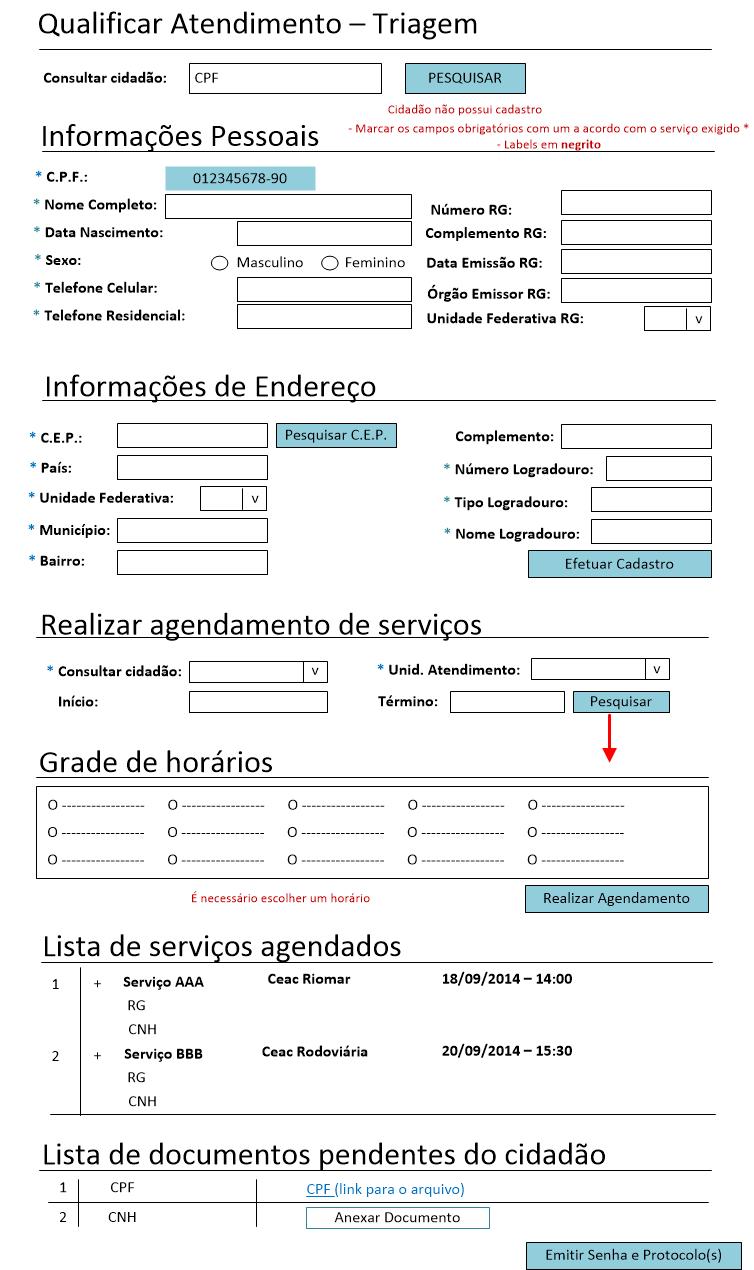 Qualificar Atendimento – Triagem
Consultar cidadão: CPF PESQUISAR
Cidadão não possui cadastro
- Marcar os campos obrigatórios com um a acordo com o serviço exigido *
- Labels em negrito
Informações Pessoais
* C.P.F.: 012345678-90
* Nome Completo: Número RG:
* Data Nascimento: Complemento RG:
* Sexo: Masculino Feminino Data Emissão RG:
* Telefone Celular: Órgão Emissor RG:
* Telefone Residencial: Unidade Federativa RG: v
Informações de Endereço
* C.E.P.: Pesquisar C.E.P. Complemento:
* País: * Número Logradouro:
* Unidade Federativa: v * Tipo Logradouro:
* Município: * Nome Logradouro:
* Bairro: Efetuar Cadastro
Realizar agendamento de serviços
* Consultar cidadão: v * Unid. Atendimento: v
Início: Término: Pesquisar
Grade de horários
O ----------------- O ----------------- O ----------------- O ----------------- O -----------------
O ----------------- O ----------------- O ----------------- O ----------------- O -----------------
O ----------------- O ----------------- O ----------------- O ----------------- O -----------------
É necessário escolher um horário Realizar Agendamento
Lista de serviços agendados
1 + Serviço AAA Ceac Riomar 18/09/2014 – 14:00
RG
CNH
2 + Serviço BBB Ceac Rodoviária 20/09/2014 – 15:30
RG
CNH
Lista de documentos pendentes do cidadão
1 CPF CPF (link para o arquivo)
2 CNH Anexar Documento
Emitir Senha e Protocolo(s)